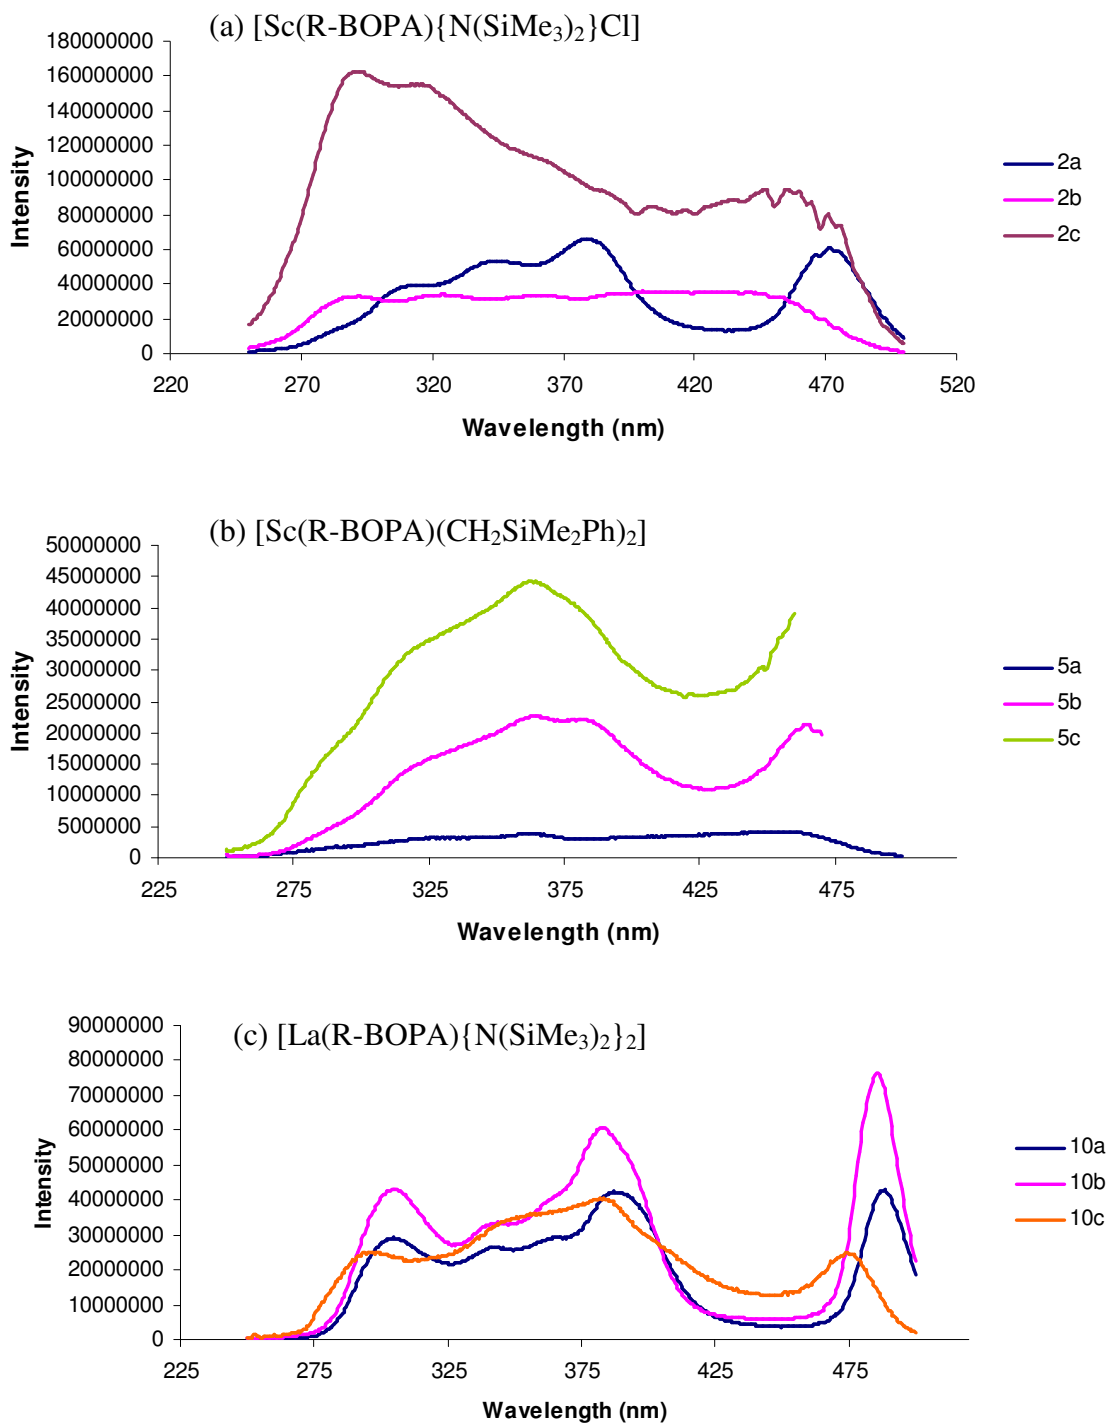 (a) [Sc(R-BOPA){N(SiMe₃)₂}Cl]
180000000
160000000
140000000
120000000
100000000
80000000
60000000
40000000
20000000
0
Intensity
220 270 320 370 420 470 520
Wavelength (nm)
2a
2b
2c
(b) [Sc(R-BOPA)(CH₂SiMe₂Ph)₂]
50000000
45000000
40000000
35000000
30000000
25000000
20000000
15000000
10000000
5000000
0
Intensity
225 275 325 375 425 475
Wavelength (nm)
5a
5b
5c
(c) [La(R-BOPA){N(SiMe₃)₂}₂]
90000000
80000000
70000000
60000000
50000000
40000000
30000000
20000000
10000000
0
Intensity
225 275 325 375 425 475
Wavelength (nm)
10a
10b
10c